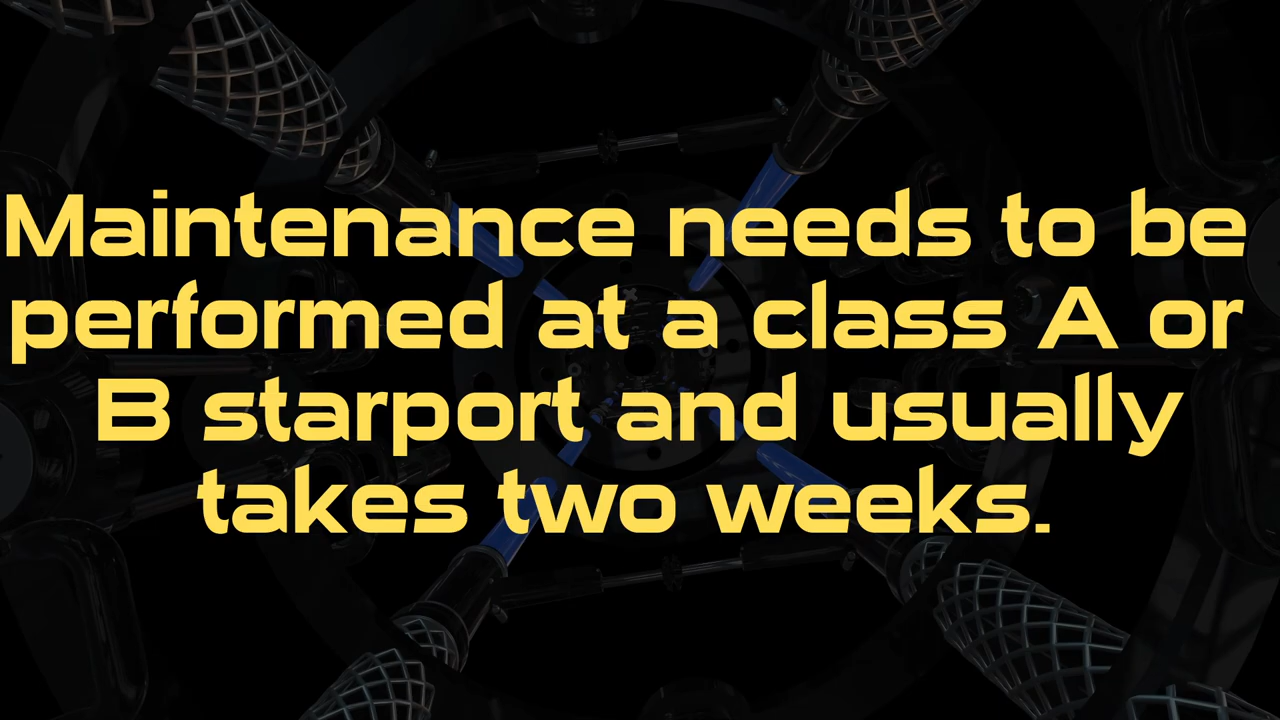 Maintenance needs to be
performed at a class A or
B starport and usually
takes two weeks.